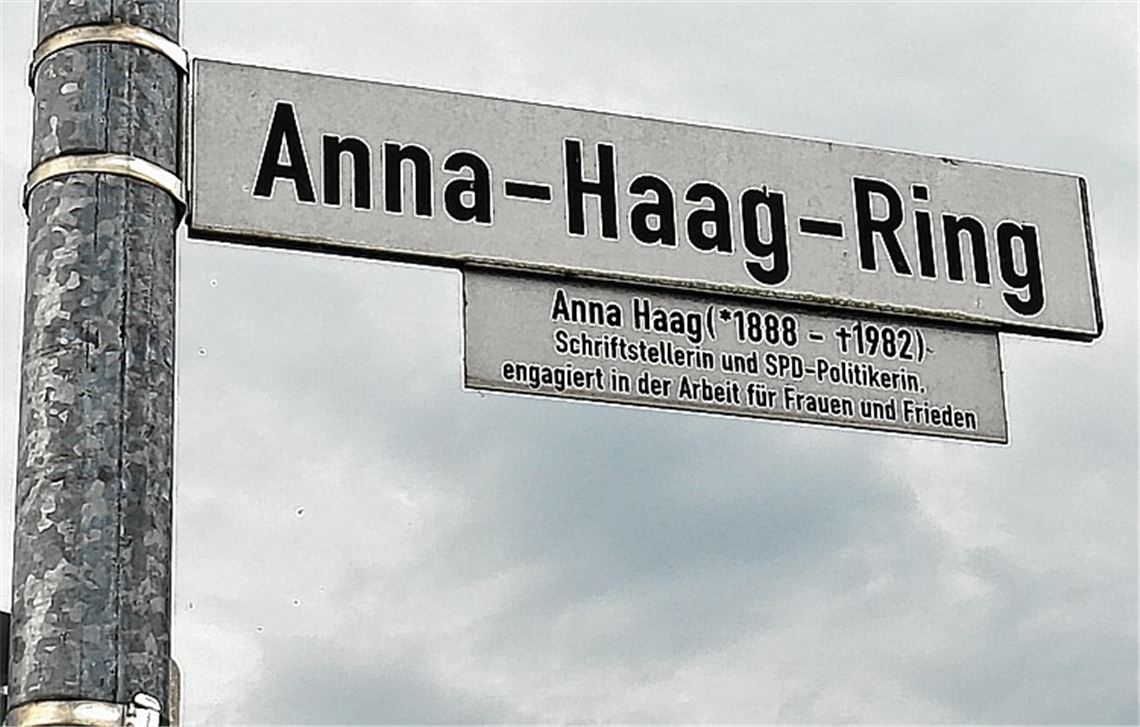 Anna-Haag-Ring
Anna Haag (*1888 - †1982)
Schriftstellerin und SPD-Politikerin,
engagiert in der Arbeit für Frauen und Frieden